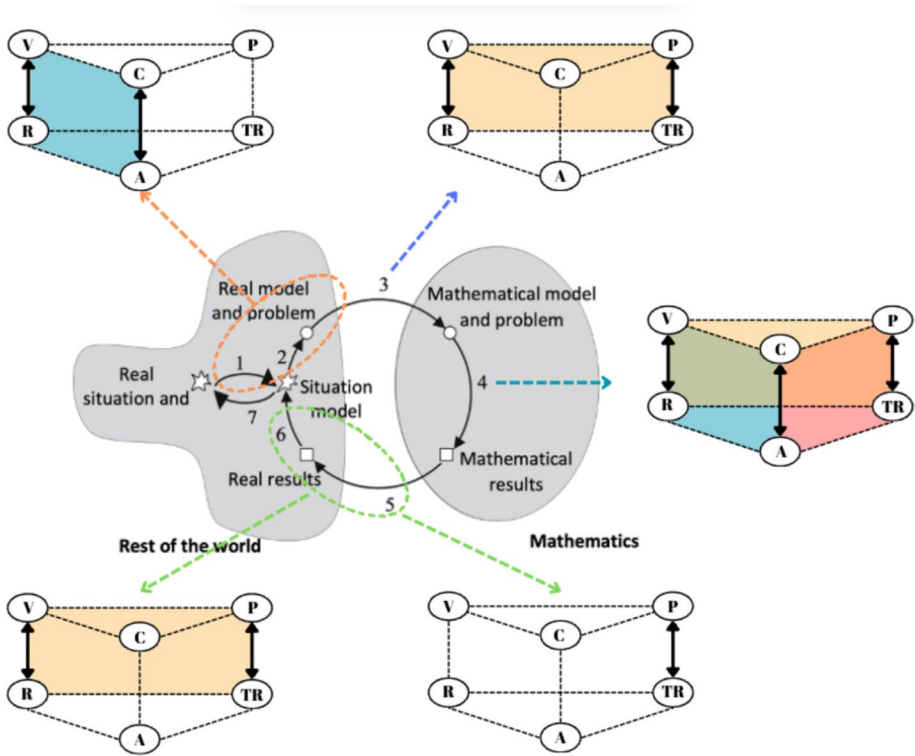 V P
C
R TR
A
V P
C
R TR
A
Real model
and problem
3
Mathematical model
and problem
Real
situation and
1
2
7
Situation
model
4
6
Real results
Mathematical
results
5
Rest of the world
Mathematics
V P
C
R TR
A
V P
C
R TR
A
V P
C
R TR
A